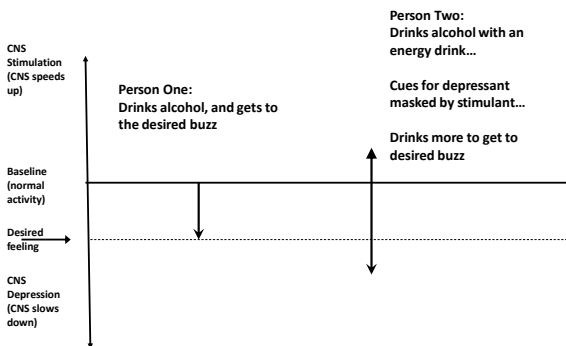 CNS
Stimulation
(CNS speeds
up)
Person One:
Drinks alcohol, and gets to
the desired buzz
Person Two:
Drinks alcohol with an
energy drink…
Cues for depressant
masked by stimulant…
Drinks more to get to
desired buzz
Baseline
(normal
activity)
Desired
feeling
CNS
Depression
(CNS slows
down)